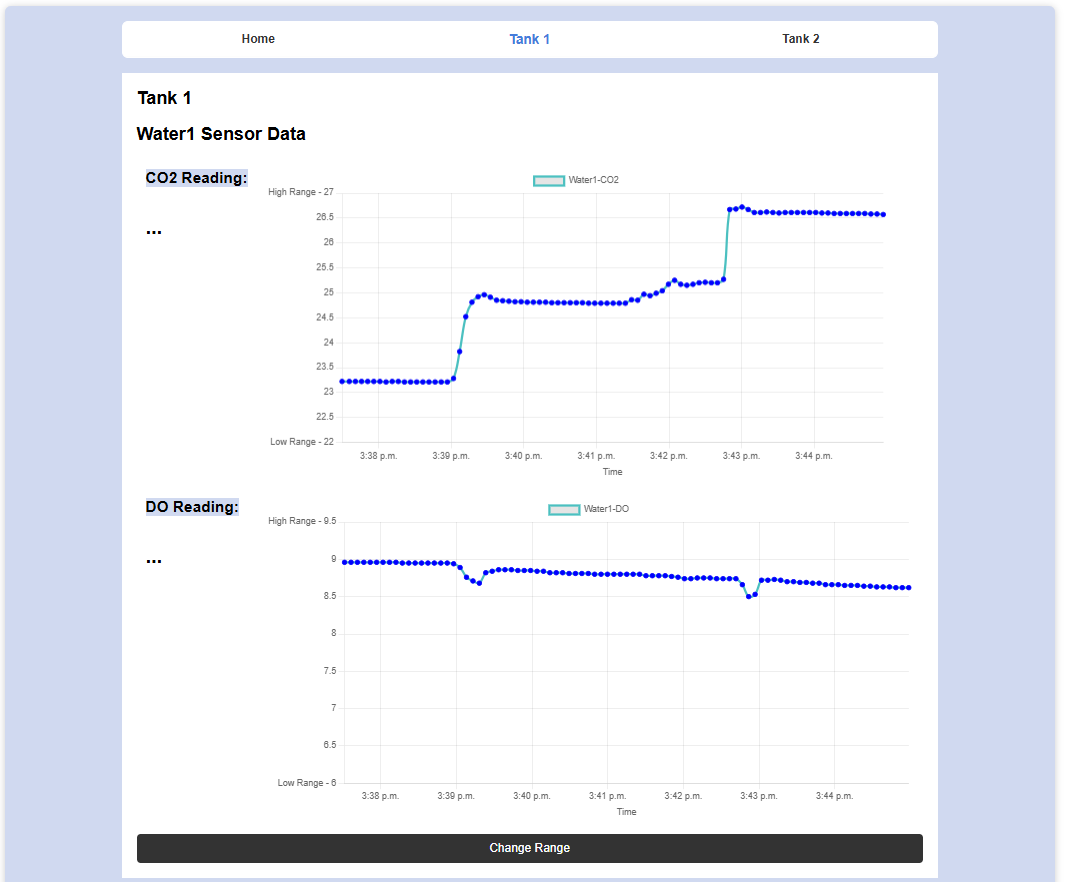 Home Tank 1 Tank 2
Tank 1
Water1 Sensor Data
CO2 Reading:
...
Water1-CO2
High Range - 27
26.5
26
25.5
25
24.5
24
23.5
23
22.5
Low Range - 22
3:38 p.m. 3:39 p.m. 3:40 p.m. 3:41 p.m. 3:42 p.m. 3:43 p.m. 3:44 p.m.
Time
DO Reading:
...
Water1-DO
High Range - 9.5
9
8.5
8
7.5
7
6.5
Low Range - 6
3:38 p.m. 3:39 p.m. 3:40 p.m. 3:41 p.m. 3:42 p.m. 3:43 p.m. 3:44 p.m.
Time
Change Range